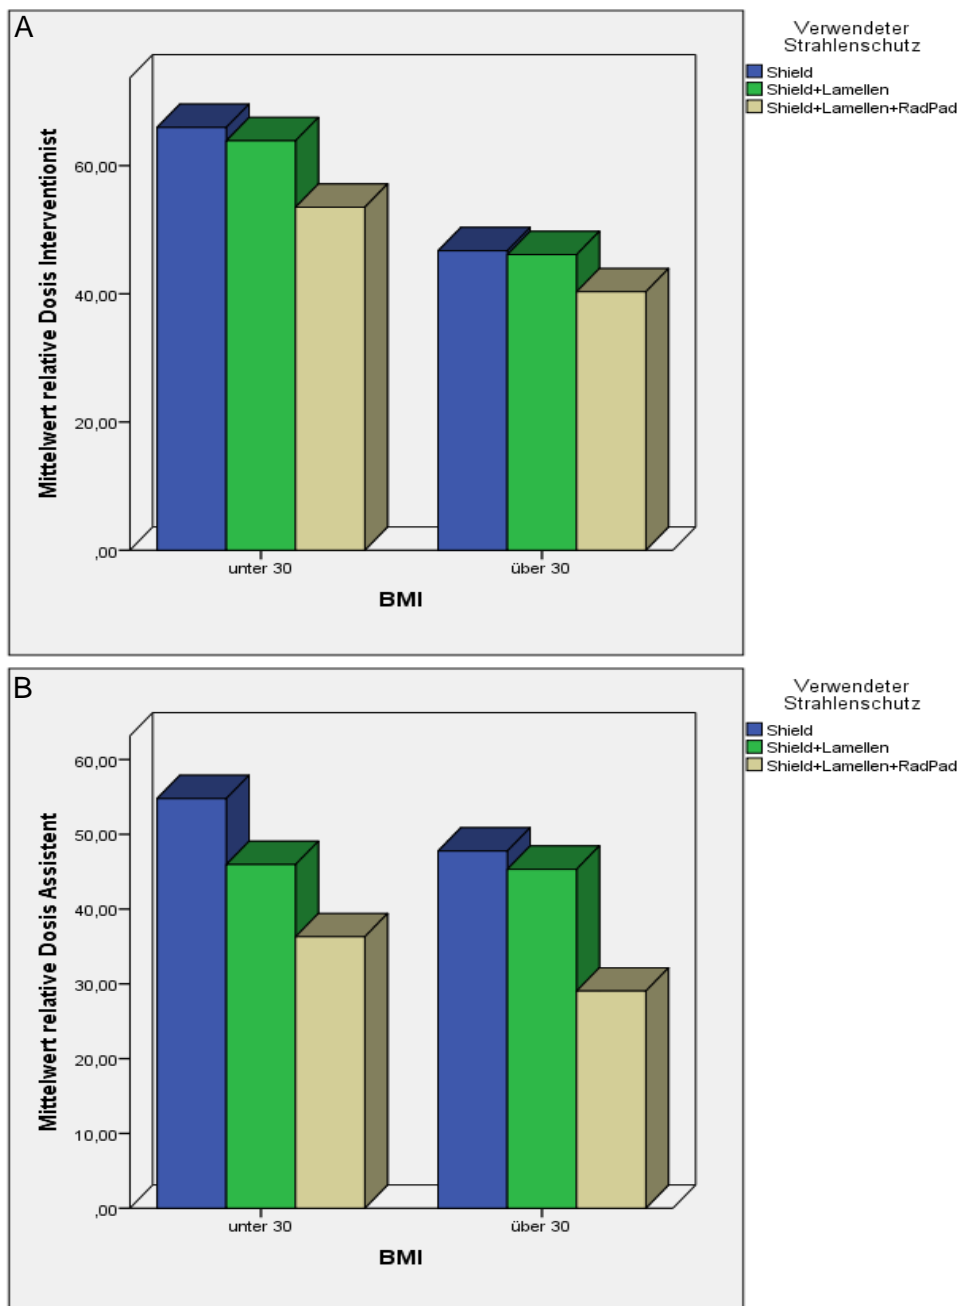 A
Verwendeter
Strahlenschutz
Shield
Shield+Lamellen
Shield+Lamellen+RadPad
Mittelwert relative Dosis Interventionist
60,00
40,00
20,00
,00
unter 30
über 30
BMI
B
Verwendeter
Strahlenschutz
Shield
Shield+Lamellen
Shield+Lamellen+RadPad
Mittelwert relative Dosis Assistent
60,00
50,00
40,00
30,00
20,00
10,00
,00
unter 30
über 30
BMI